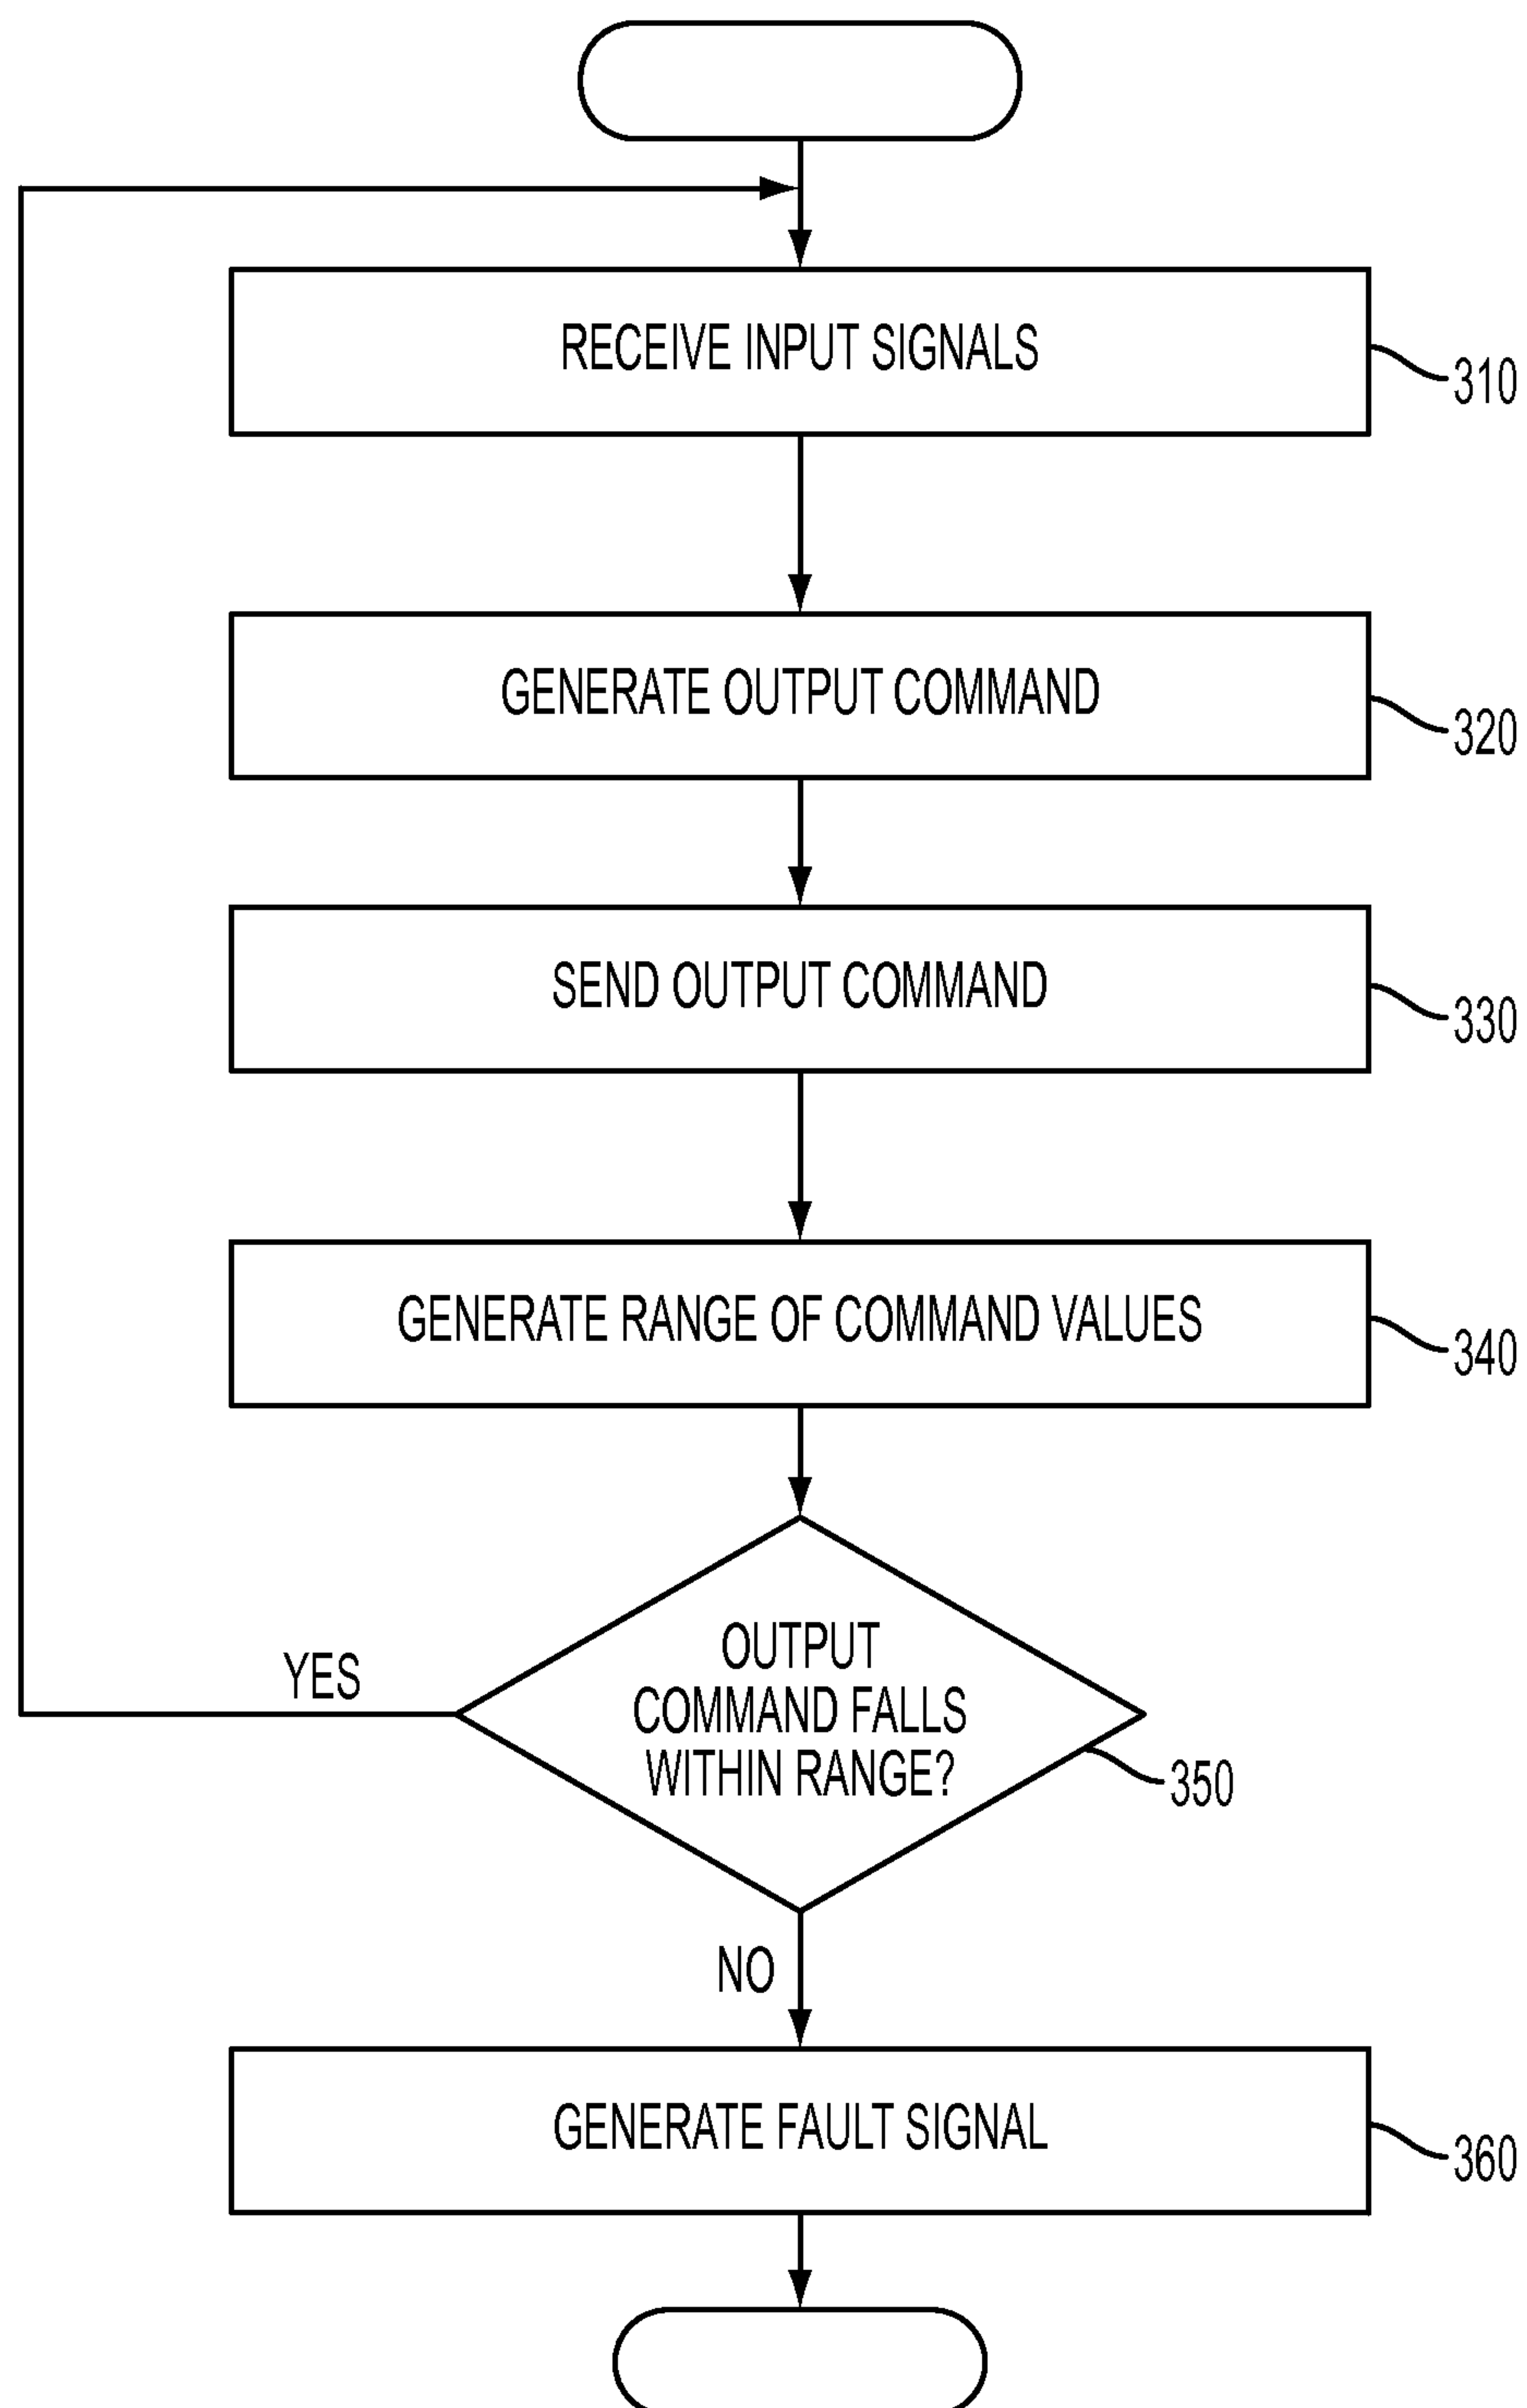 RECEIVE INPUT SIGNALS
310
GENERATE OUTPUT COMMAND
320
SEND OUTPUT COMMAND
330
GENERATE RANGE OF COMMAND VALUES
340
OUTPUT
COMMAND FALLS
WITHIN RANGE?
YES
350
NO
GENERATE FAULT SIGNAL
360